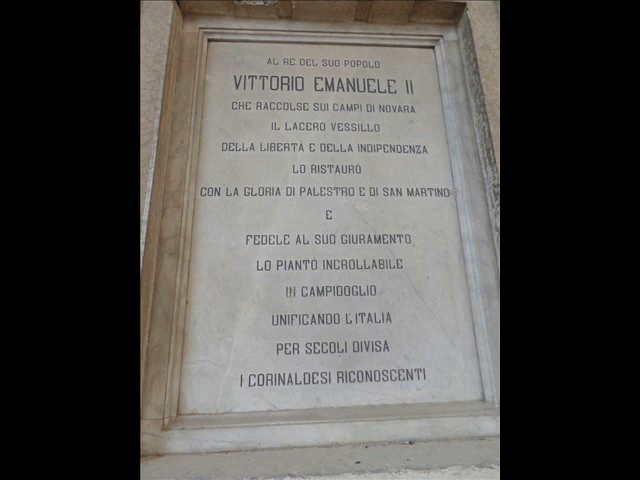 AL RE DEL SUO POPOLO
VITTORIO EMANUELE II
CHE RACCOLSE SUI CAMPI DI NOVARA
IL LACERO VESSILLO
DELLA LIBERTÀ E DELLA INDIPENDENZA
LO RISTAURÒ
CON LA GLORIA DI PALESTRO E DI SAN MARTINO
E
FEDELE AL SUO GIURAMENTO
LO PIANTÒ INCROLLABILE
IN CAMPIDOGLIO
UNIFICANDO L'ITALIA
PER SECOLI DIVISA
I CORINALDESI RICONOSCENTI